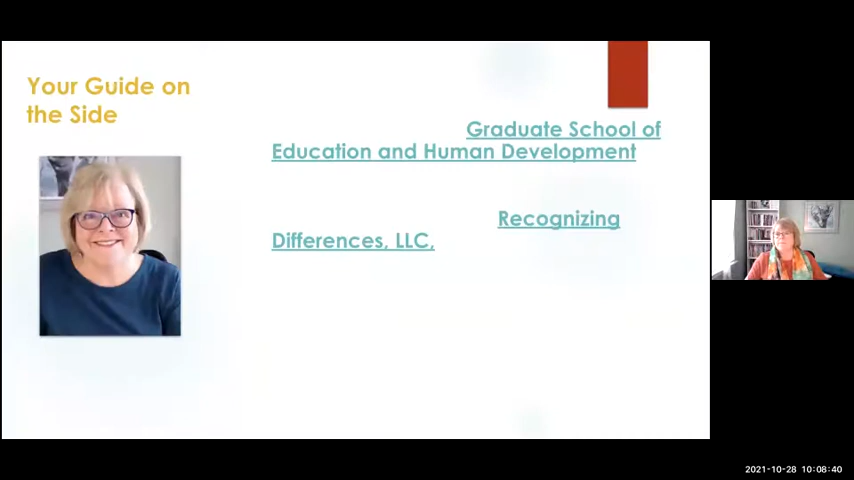 Your Guide on
the Side
Graduate School of
Education and Human Development
Recognizing
Differences, LLC,
2021-10-28 10:08:40